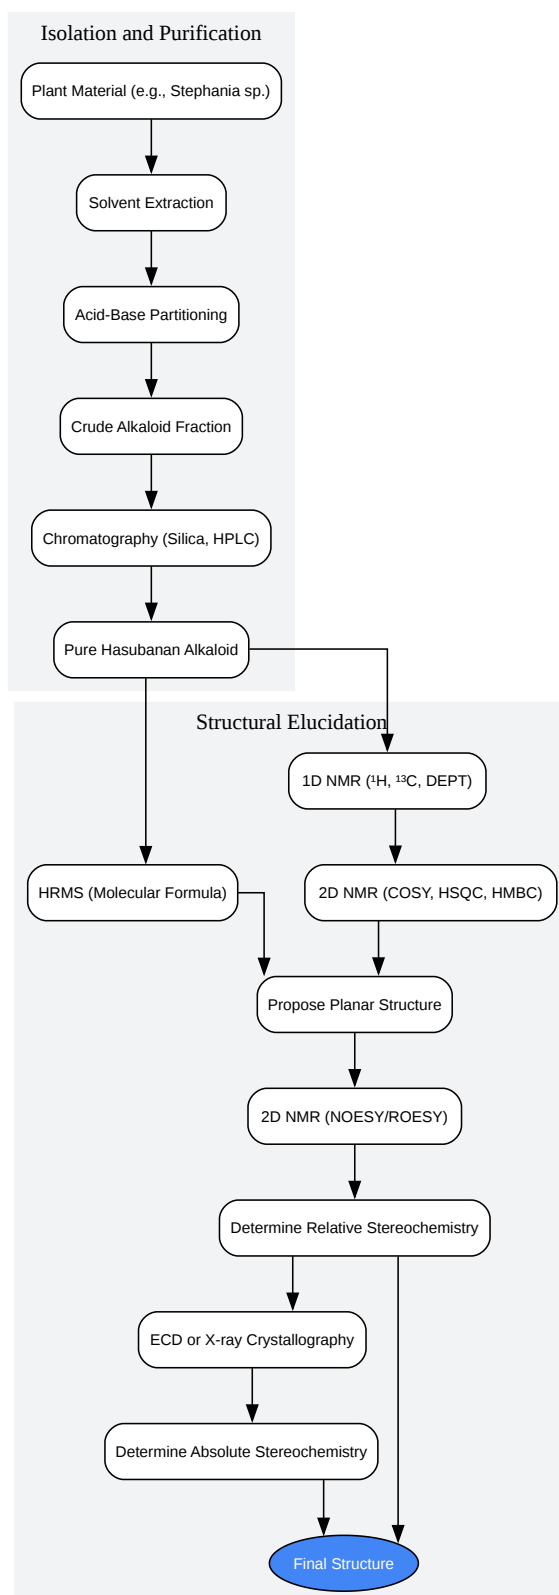 Isolation and Purification
Plant Material (e.g., Stephania sp.)
Solvent Extraction
Acid-Base Partitioning
Crude Alkaloid Fraction
Chromatography (Silica, HPLC)
Pure Hasubanan Alkaloid
Structural Elucidation
1D NMR (¹H, ¹³C, DEPT)
HRMS (Molecular Formula)
2D NMR (COSY, HSQC, HMBC)
Propose Planar Structure
2D NMR (NOESY/ROESY)
Determine Relative Stereochemistry
ECD or X-ray Crystallography
Determine Absolute Stereochemistry
Final Structure